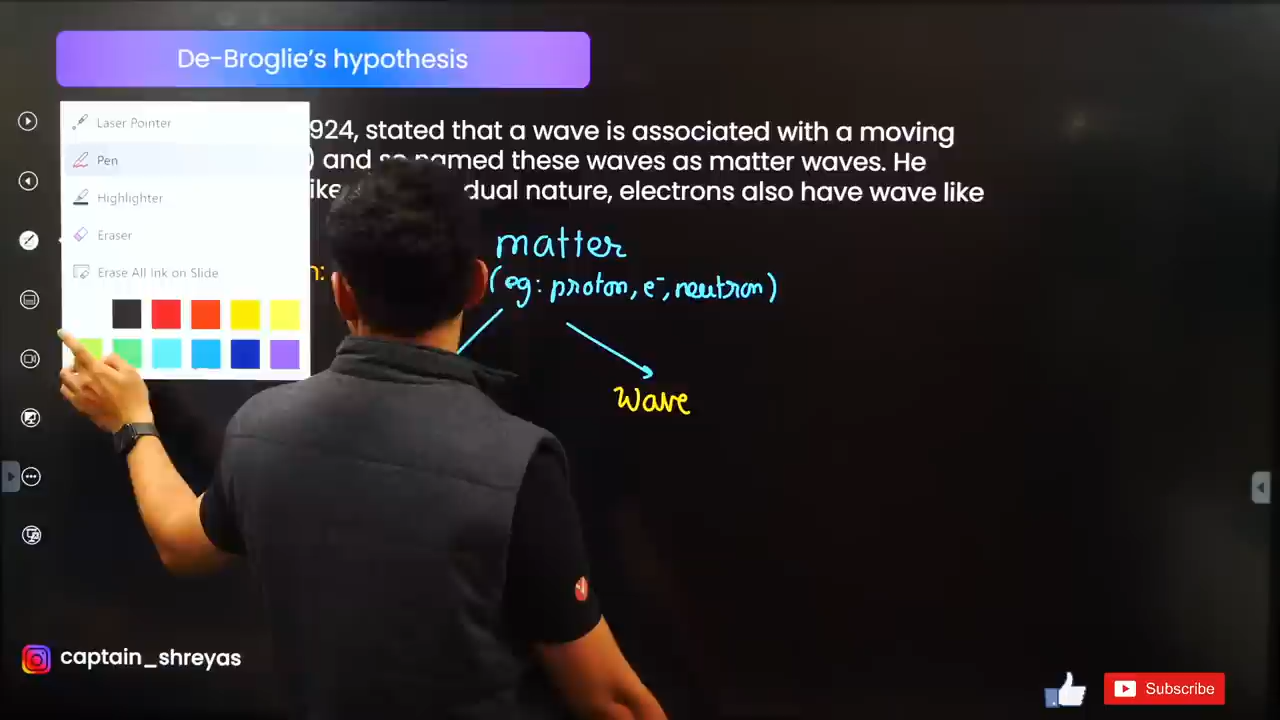 De-Broglie's hypothesis
Laser Pointer
Pen
Highlighter
Eraser
Erase All Ink on Slide
924, stated that a wave is associated with a moving
) and so named these waves as matter waves. He
dual nature, electrons also have wave like
matter
(eg: proton, e⁻, neutron)
Wave
captain_shreyas
Subscribe